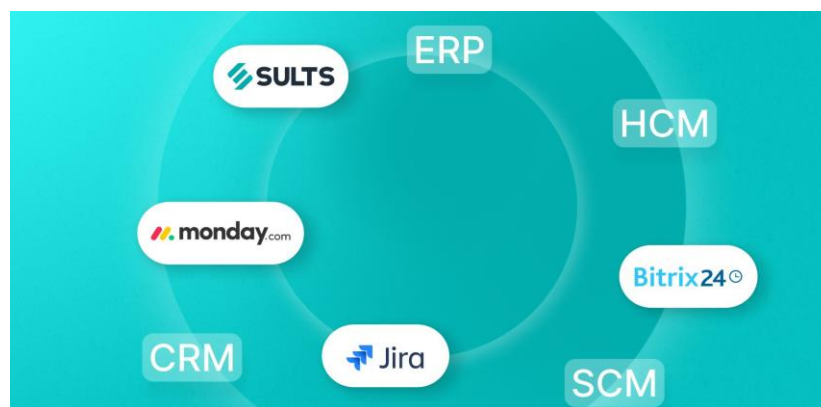 ERP
SULTS
HCM
monday.com
Bitrix24
CRM
Jira
SCM